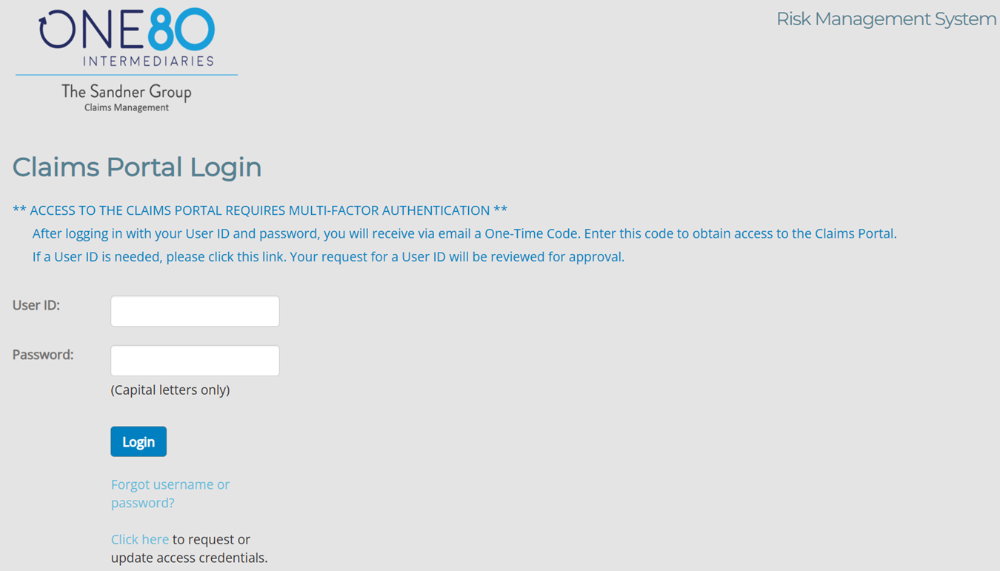 ONE80
INTERMEDIARIES
The Sandner Group
Claims Management
Risk Management System
Claims Portal Login
** ACCESS TO THE CLAIMS PORTAL REQUIRES MULTI-FACTOR AUTHENTICATION **
After logging in with your User ID and password, you will receive via email a One-Time Code. Enter this code to obtain access to the Claims Portal.
If a User ID is needed, please click this link. Your request for a User ID will be reviewed for approval.
User ID:
Password:
(Capital letters only)
Login
Forgot username or
password?
Click here to request or
update access credentials.